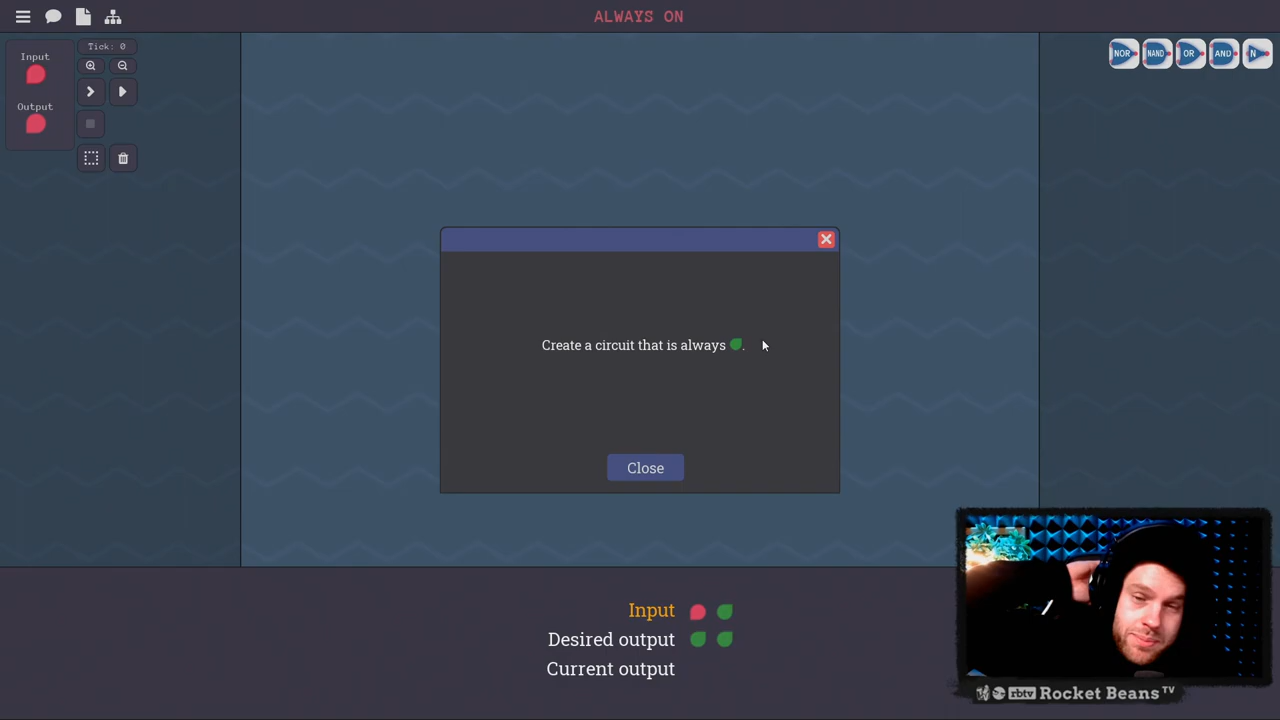 ALWAYS ON
Input
Output
Tick: 0
NOR
NAND
OR
AND
N
Create a circuit that is always .
Close
Input
Desired output
Current output
rbtv Rocket Beans TV